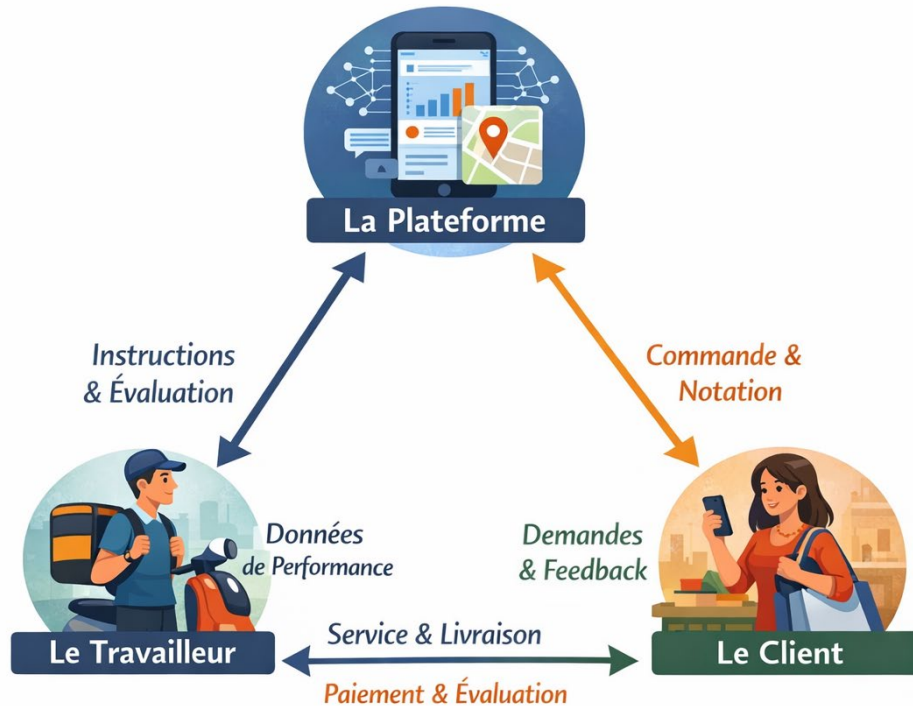 La Plateforme
Instructions
& Évaluation
Commande &
Notation
Données
de Performance
Demandes
& Feedback
Le Travailleur
Service & Livraison
Le Client
Paiement & Évaluation